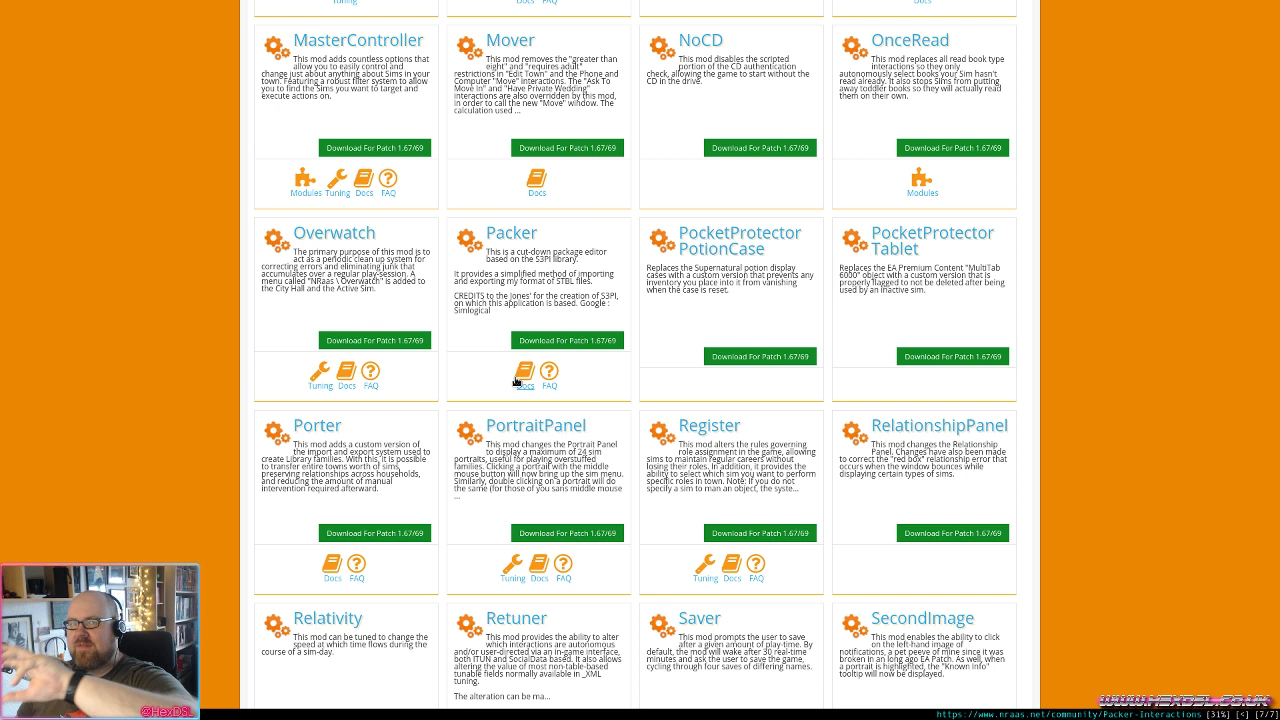 Tuning
Docs FAQ
Docs
MasterController
This mod adds countless options that
allow you to easily control and
change just about anything about Sims in your
town. Featuring a robust filter system to allow
you to find the Sims you want to target and
execute actions on.
Download For Patch 1.67/69
Modules Tuning Docs FAQ
Mover
This mod removes the "greater than
eight" and "requires adult"
restrictions in "Edit Town" and the Phone and
Computer "Move" interactions. The "Ask To
Move In" and "Have Private Wedding"
interactions are also overridden by this mod,
in order to call the new "Move" window. The
calculation used ...
Download For Patch 1.67/69
Docs
NoCD
This mod disables the scripted
portion of the CD authentication
check, allowing the game to start without the
CD in the drive.
Download For Patch 1.67/69
OnceRead
This mod replaces all read book type
interactions so they only
autonomously select books your Sim hasn't
read already. It also stops Sims from putting
away toddler books so they will actually read
them on their own.
Download For Patch 1.67/69
Modules
Overwatch
The primary purpose of this mod is to
act as a periodic clean up system for
correcting errors and eliminating junk that
accumulates over a regular play-session. A
menu called "NRaas \ Overwatch" is added to
the City Hall and the Active Sim.
Download For Patch 1.67/69
Tuning Docs FAQ
Packer
This is a cut-down package editor
based on the S3PI library.
It provides a simplified method of importing
and exporting my format of STBL files.
CREDITS to the Jones' for the creation of S3PI,
on which this application is based. Google :
Simlogical
Download For Patch 1.67/69
Docs FAQ
PocketProtector
PotionCase
Replaces the Supernatural potion display
cases with a custom version that prevents any
inventory you place into it from vanishing
when the case is reset.
Download For Patch 1.67/69
PocketProtector
Tablet
Replaces the EA Premium Content "MultiTab
6000" object with a custom version that is
properly flagged to not be deleted after being
used by an inactive sim.
Download For Patch 1.67/69
Porter
This mod adds a custom version of
the import and export system used to
create Library families. With this, it is possible
to transfer entire towns worth of sims,
preserving relationships across households,
and reducing the amount of manual
intervention required afterward.
Download For Patch 1.67/69
Docs FAQ
PortraitPanel
This mod changes the Portrait Panel
to display a maximum of 24 sim
portraits, useful for playing overstuffed
families. Clicking a portrait with the middle
mouse button will now bring up the sim menu.
Similarly, double clicking on a portrait will do
the same (for those of you sans middle mouse
...
Download For Patch 1.67/69
Tuning Docs FAQ
Register
This mod alters the rules governing
role assignment in the game, allowing
sims to maintain regular careers without
losing their roles. In addition, it provides the
ability to select which sim you want to perform
specific roles in town. Note: If you do not
specify a sim to man an object, the syste...
Download For Patch 1.67/69
Tuning Docs FAQ
RelationshipPanel
This mod changes the Relationship
Panel. Changes have also been made
to correct the "red box" relationship error that
occurs when the window bounces while
displaying certain types of sims.
Download For Patch 1.67/69
Relativity
This mod can be tuned to change the
speed at which time flows during the
course of a sim-day.
Retuner
This mod provides the ability to alter
which interactions are autonomous
and/or user-directed via an in-game interface,
both ITUN and SocialData based. It also allows
altering the value of most non-table-based
tunable fields normally available in _XML
tuning.
The alteration can be ma...
Saver
This mod prompts the user to save
after a given amount of play-time. By
default, the mod will wake after 30 real-time
minutes and ask the user to save the game,
cycling through four saves of differing names.
SecondImage
This mod enables the ability to click
on the left-hand image of
notifications, a pet peeve of mine since it was
broken in an long ago EA Patch. As well, when
a portrait is highlighted, the "Known Info"
tooltip will now be displayed.
@HexDSL
WWW.HEXDSL.CO.UK
https://www.nraas.net/community/Packer-Interactions [31%] [<] [7/7]